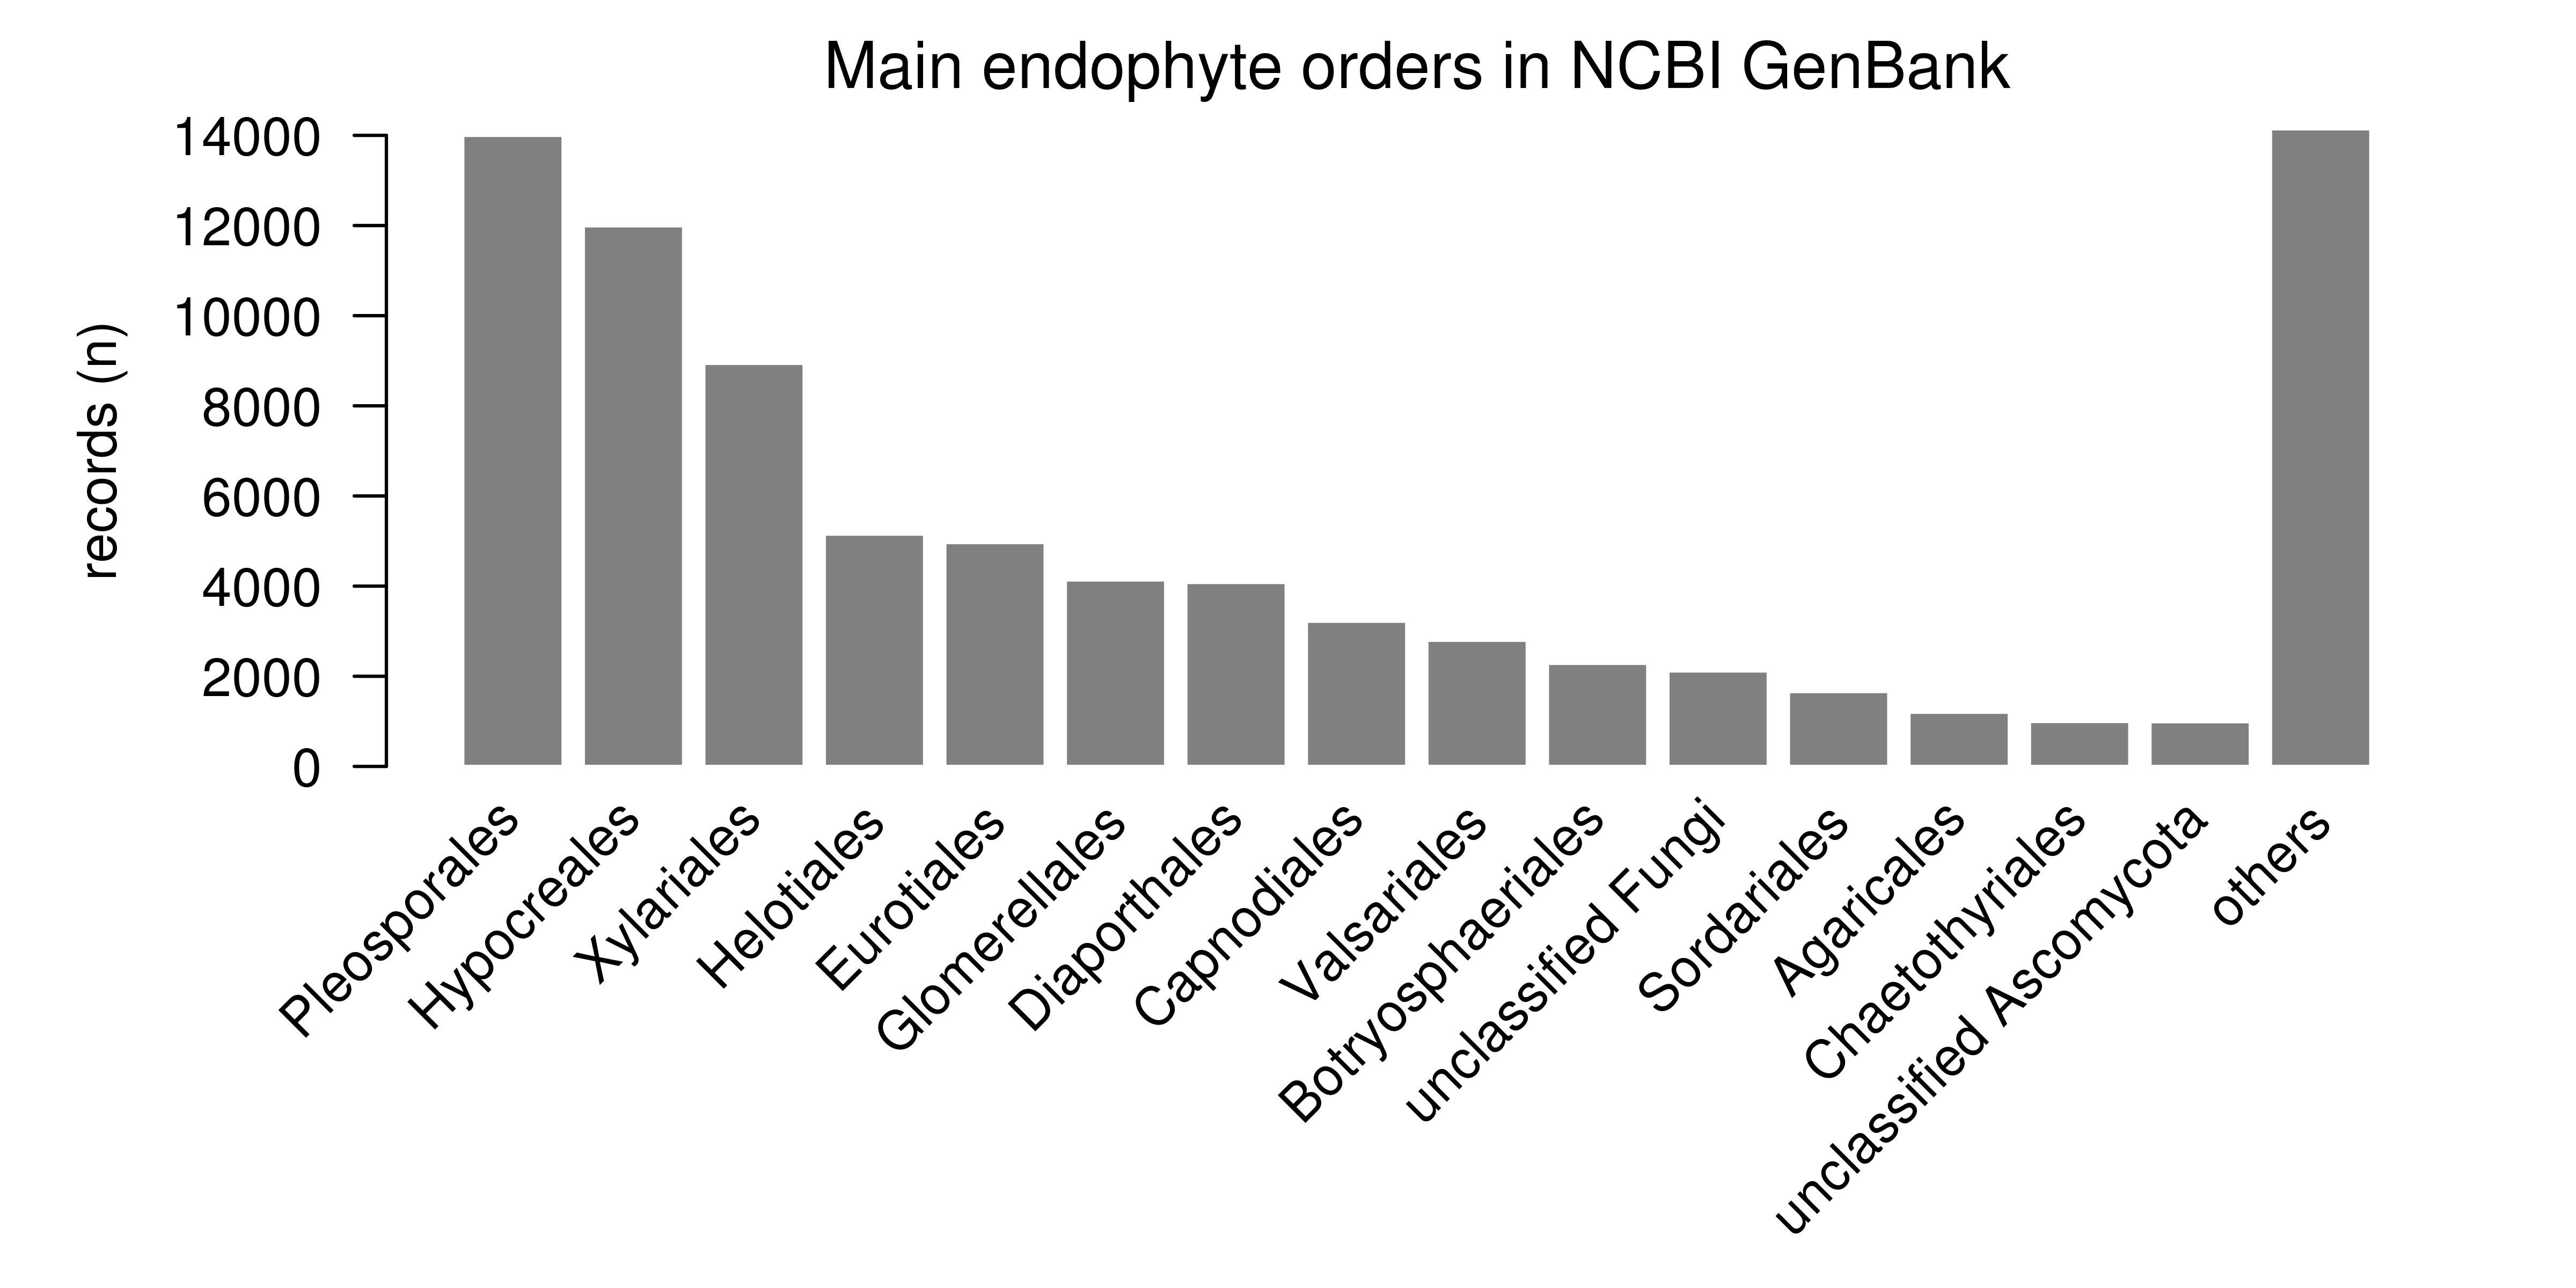 Main endophyte orders in NCBI GenBank
records (n)
14000
12000
10000
8000
6000
4000
2000
0
Pleosporales
Hypocreales
Xylariales
Helotiales
Eurotiales
Glomerellales
Diaporthales
Capnodiales
Valsariales
Botryosphaeriales
unclassified Fungi
Sordariales
Agaricales
Chaetothyriales
unclassified Ascomycota
others